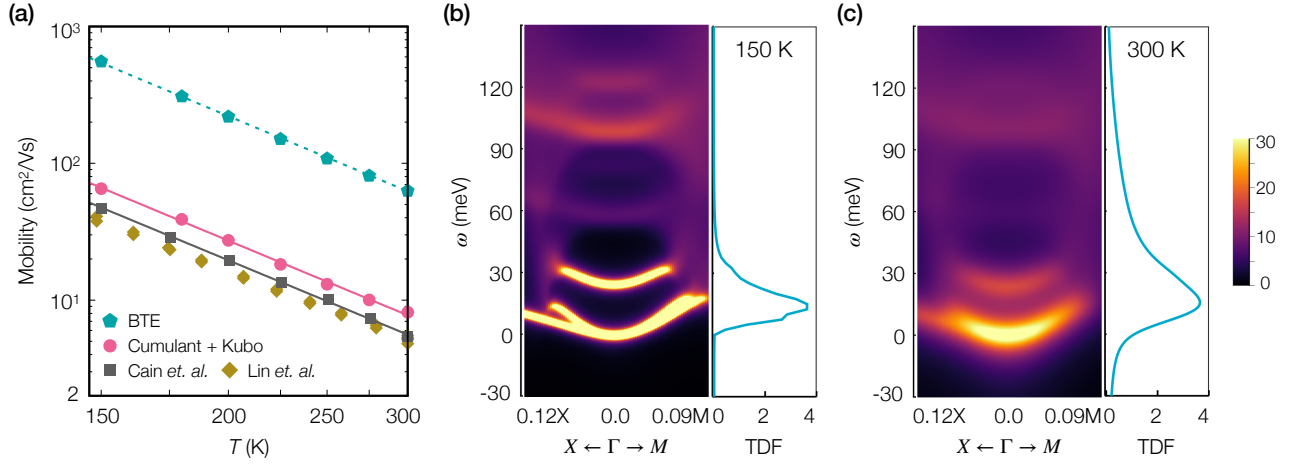 (a)
10³
10²
10¹
2
Mobility (cm²/Vs)
BTE
Cumulant + Kubo
Cain et. al.
Lin et. al.
150
200
250
300
T (K)
(b)
ω (meV)
120
90
60
30
0
-30
0.12X
0.0
0.09M
X ← Γ → M
150 K
0
2
4
TDF
(c)
ω (meV)
120
90
60
30
0
-30
0.12X
0.0
0.09M
X ← Γ → M
300 K
0
2
4
TDF
30
20
10
0